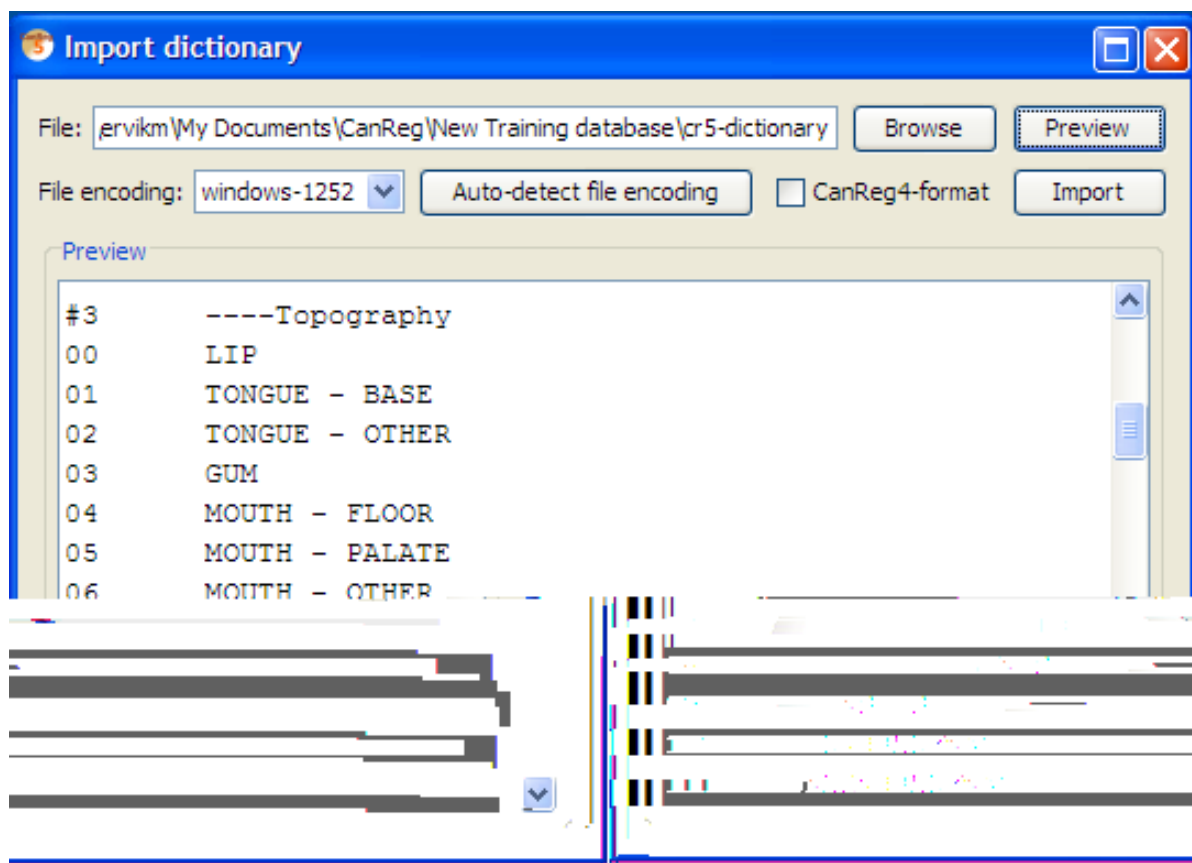 Import dictionary
File: ervikm\My Documents\CanReg\New Training database\cr5-dictionary Browse Preview
File encoding: windows-1252 Auto-detect file encoding CanReg4-format Import
Preview
#3 ----Topography
00 LIP
01 TONGUE - BASE
02 TONGUE - OTHER
03 GUM
04 MOUTH - FLOOR
05 MOUTH - PALATE
06 MOUTH - OTHER